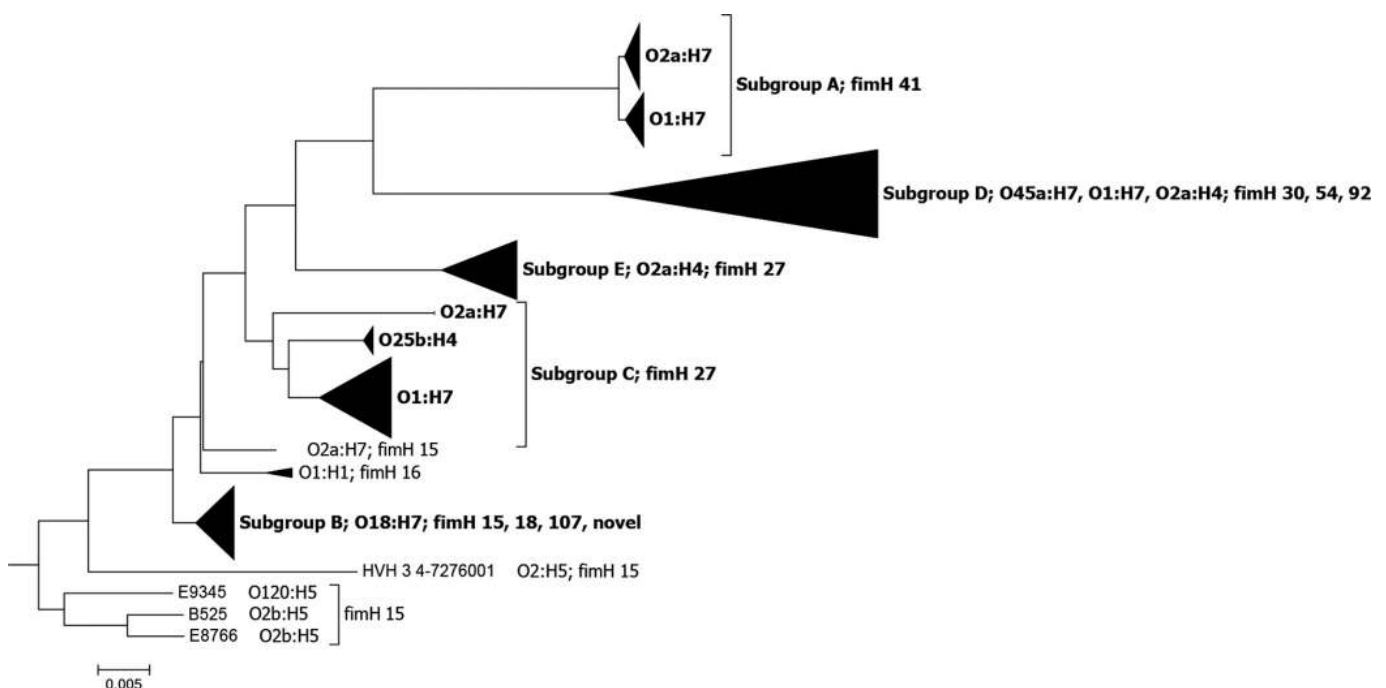 O2a:H7
Subgroup A; fimH 41
O1:H7
Subgroup D; O45a:H7, O1:H7, O2a:H4; fimH 30, 54, 92
Subgroup E; O2a:H4; fimH 27
O2a:H7
O25b:H4
Subgroup C; fimH 27
O1:H7
O2a:H7; fimH 15
O1:H1; fimH 16
Subgroup B; O18:H7; fimH 15, 18, 107, novel
HVH 3 4-7276001 O2:H5; fimH 15
E9345 O120:H5
B525 O2b:H5 fimH 15
E8766 O2b:H5
0.005